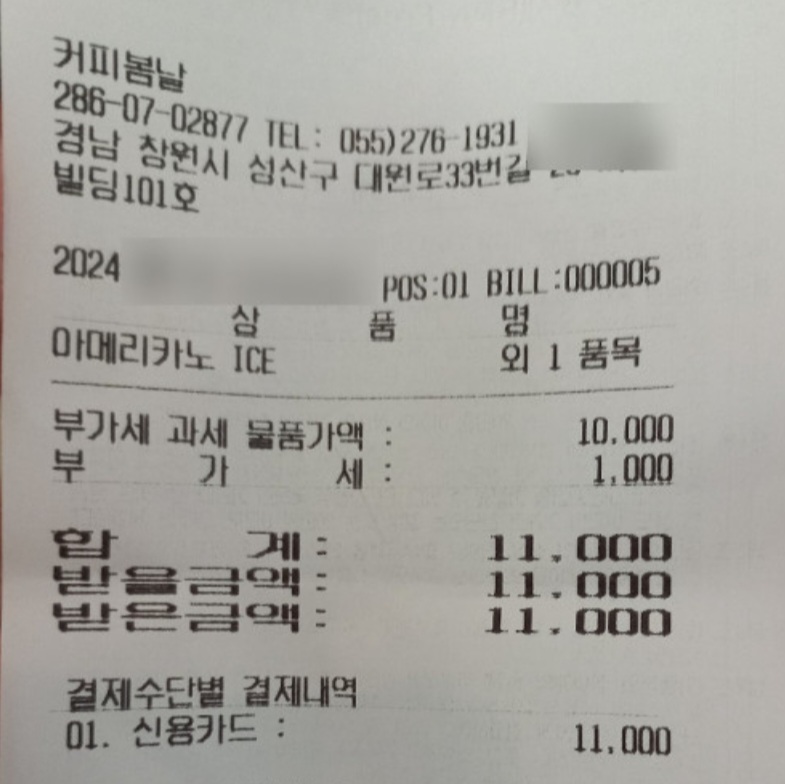 커피봄날
286-07-02877 TEL: 055)276-1931
경남 창원시 성산구 대원로33번길
빌딩101호
2024 POS:01 BILL:000005
상 품 명
아메리카노 ICE 외 1 품목
부가세 과세 물품가액 : 10,000
부 가 세 : 1,000
합 계 : 11,000
받을금액 : 11,000
받은금액 : 11,000
결제수단별 결제내역
01. 신용카드 : 11,000